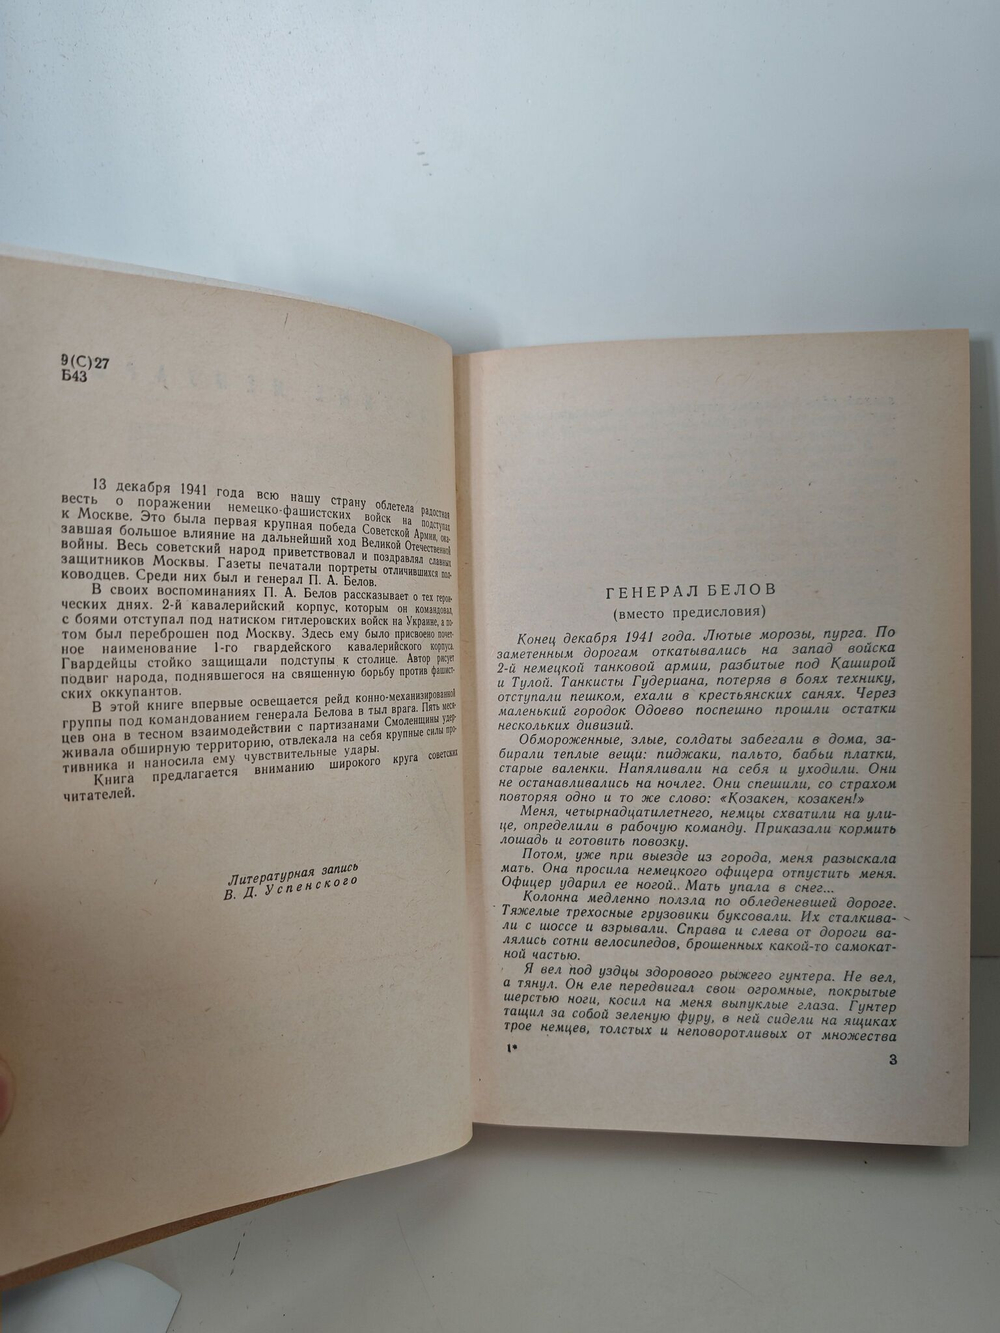 9(С)27
Б43
13 декабря 1941 года всю нашу страну облетела радостная
весть о поражении немецко-фашистских войск на подступах
к Москве. Это была первая крупная победа Советской Армии, ока-
завшая большое влияние на дальнейший ход Великой Отечественной
войны. Весь советский народ приветствовал и поздравлял славных
защитников Москвы. Газеты печатали портреты отличившихся пол-
ководцев. Среди них был и генерал П. А. Белов.
В своих воспоминаниях П. А. Белов рассказывает о тех герои-
ческих днях. 2-й кавалерийский корпус, которым он командовал,
с боями отступал под натиском гитлеровских войск на Украине, а по-
том был переброшен под Москву. Здесь ему было присвоено почет-
ное наименование 1-го гвардейского кавалерийского корпуса.
Гвардейцы стойко защищали подступы к столице. Автор рисует
подвиг народа, поднявшегося на священную борьбу против фашист-
ских оккупантов.
В этой книге впервые освещается рейд конно-механизированной
группы под командованием генерала Белова в тыл врага. Пять меся-
цев она в тесном взаимодействии с партизанами Смоленщины удер-
живала обширную территорию, отвлекала на себя крупные силы про-
тивника и наносила ему чувствительные удары.
Книга предлагается вниманию широкого круга советских
читателей.
Литературная запись
В. Д. Успенского
ГЕНЕРАЛ БЕЛОВ
(вместо предисловия)
Конец декабря 1941 года. Лютые морозы, пурга. По
заметенным дорогам откатывались на запад войска
2-й немецкой танковой армии, разбитые под Каширой
и Тулой. Танкисты Гудериана, потеряв в боях технику,
отступали пешком, ехали в крестьянских санях. Через
маленький городок Одоево поспешно прошли остатки
нескольких дивизий.
Обмороженные, злые, солдаты забегали в дома, за-
бирали теплые вещи: пиджаки, пальто, бабьи платки,
старые валенки. Напяливали на себя и уходили. Они
не останавливались на ночлег. Они спешили, со страхом
повторяя одно и то же слово: «Козакен, козакен!»
Меня, четырнадцатилетнего, немцы схватили на ули-
це, определили в рабочую команду. Приказали кормить
лошадь и готовить повозку.
Потом, уже при выезде из города, меня разыскала
мать. Она просила немецкого офицера отпустить меня.
Офицер ударил ее ногой.. Мать упала в снег...
Колонна медленно ползла по обледеневшей дороге.
Тяжелые трехосные грузовики буксовали. Их сталкива-
ли с шоссе и взрывали. Справа и слева от дороги ва-
лялись сотни велосипедов, брошенных какой-то самокат-
ной частью.
Я вел под уздцы здорового рыжего гунтера. Не вел,
а тянул. Он еле передвигал свои огромные, покрытые
шерстью ноги, косил на меня выпуклые глаза. Гунтер
тащил за собой зеленую фуру, в ней сидели на ящиках
трое немцев, толстых и неповоротливых от множества
1*
3